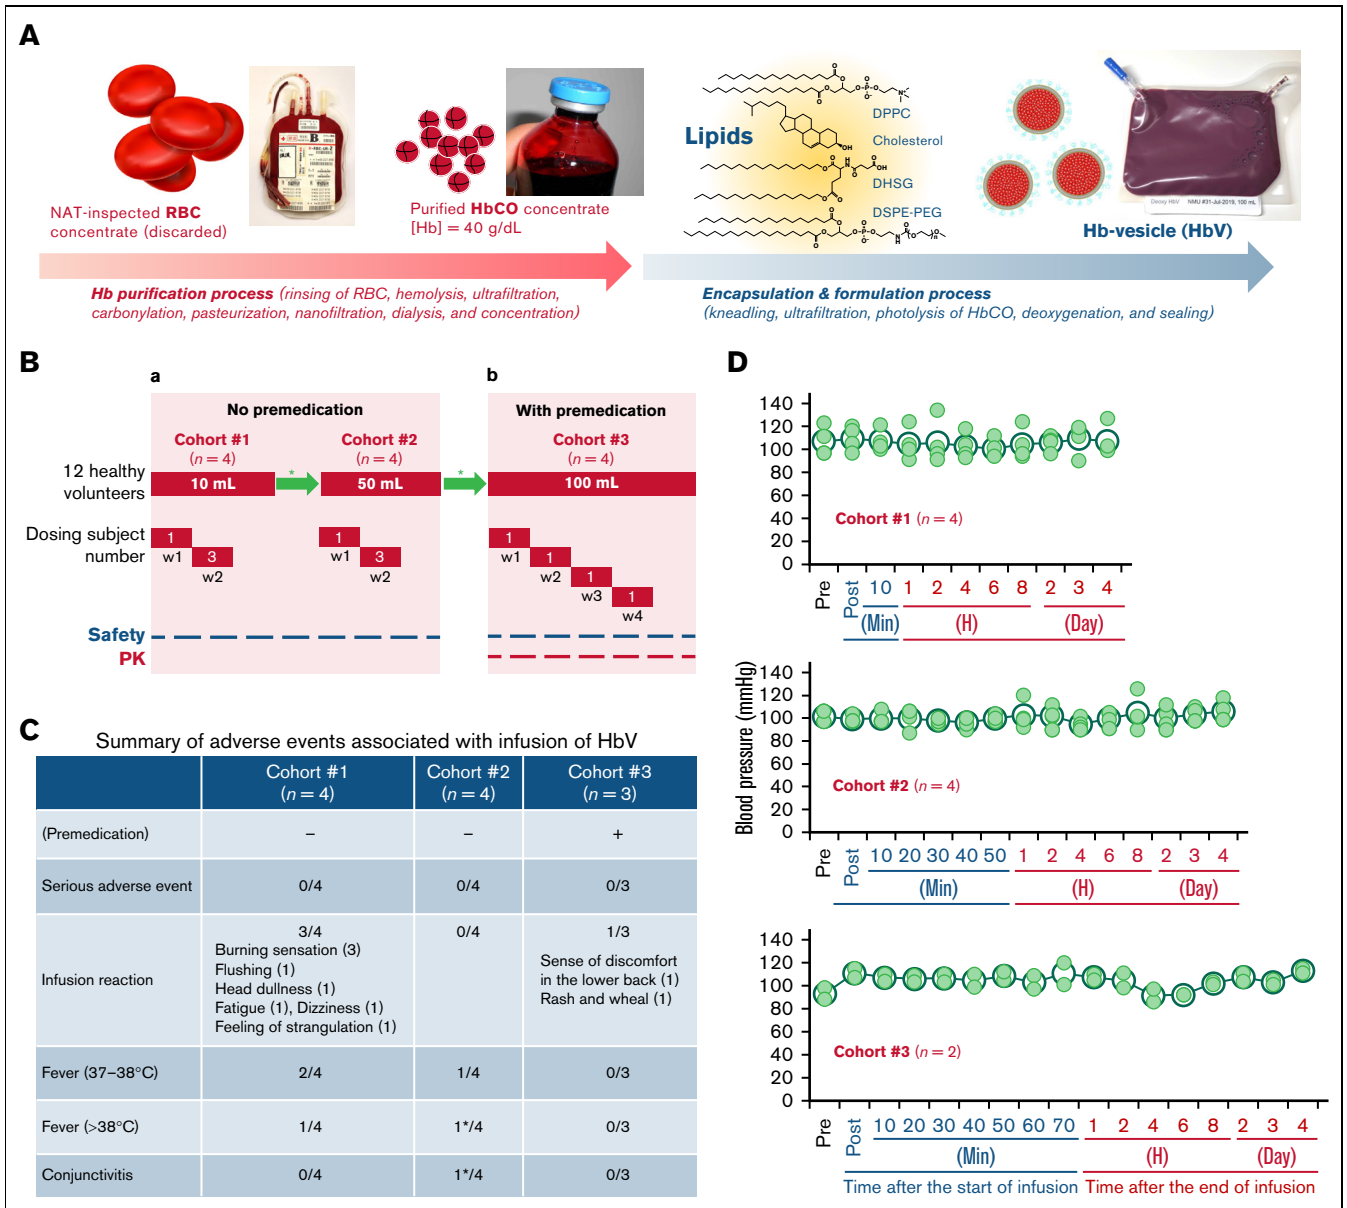 A
Lipids
DPPC
Cholesterol
DHSG
DSPE-PEG
NAT-inspected RBC
concentrate (discarded)
Purified HbCO concentrate
[Hb] = 40 g/dL
Deoxy HbV NMU #31-Jul-2019, 100 mL
Hb-vesicle (HbV)
Hb purification process (rinsing of RBC, hemolysis, ultrafiltration,
carbonylation, pasteurization, nanofiltration, dialysis, and concentration)
Encapsulation & formulation process
(kneadling, ultrafiltration, photolysis of HbCO, deoxygenation, and sealing)
B
a
No premedication
Cohort #1
(n = 4)
Cohort #2
(n = 4)
b
With premedication
Cohort #3
(n = 4)
12 healthy
volunteers
10 mL
*
50 mL
*
100 mL
Dosing subject
number
1
w1
3
w2
1
w1
3
w2
1
w1
1
w2
1
w3
1
w4
Safety
PK
C
Summary of adverse events associated with infusion of HbV
Cohort #1
(n = 4)
Cohort #2
(n = 4)
Cohort #3
(n = 3)
(Premedication) – – +
Serious adverse event 0/4 0/4 0/3
Infusion reaction
3/4
Burning sensation (3)
Flushing (1)
Head dullness (1)
Fatigue (1), Dizziness (1)
Feeling of strangulation (1)
0/4
1/3
Sense of discomfort
in the lower back (1)
Rash and wheal (1)
Fever (37–38°C) 2/4 1/4 0/3
Fever (>38°C) 1/4 1*/4 0/3
Conjunctivitis 0/4 1*/4 0/3
D
Blood pressure (mmHg)
140
120
100
80
60
40
20
0
Cohort #1 (n = 4)
Pre Post 10 1 2 4 6 8 2 3 4
(Min) (H) (Day)
140
120
100
80
60
40
20
0
Cohort #2 (n = 4)
Pre Post 10 20 30 40 50 1 2 4 6 8 2 3 4
(Min) (H) (Day)
140
120
100
80
60
40
20
0
Cohort #3 (n = 2)
Pre Post 10 20 30 40 50 60 70 1 2 4 6 8 2 3 4
(Min) (H) (Day)
Time after the start of infusion Time after the end of infusion